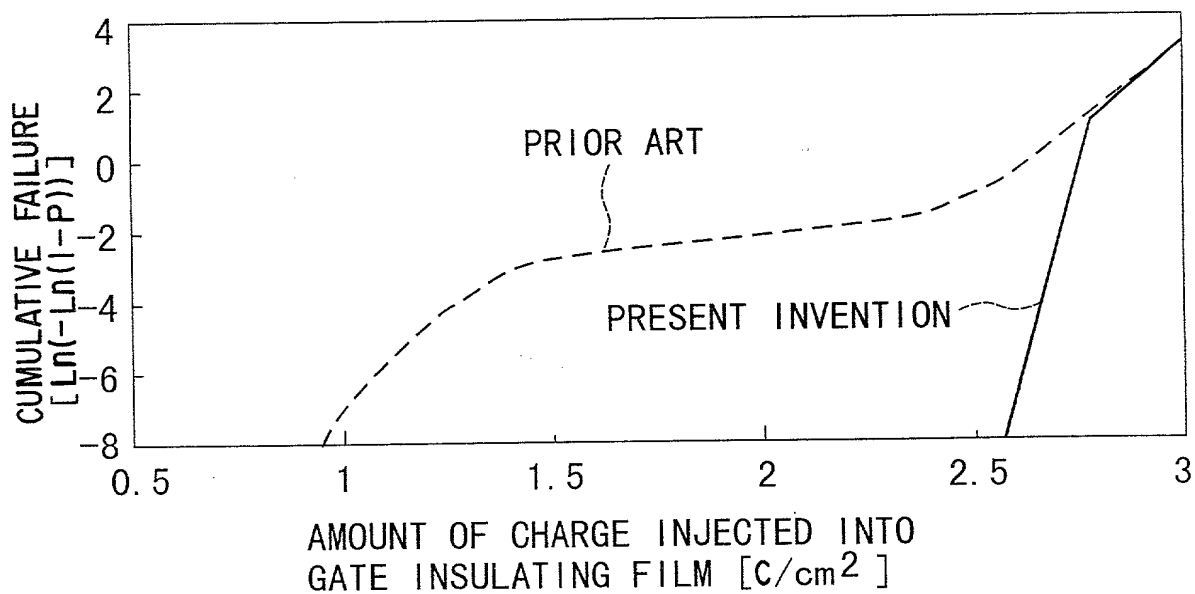 CUMULATIVE FAILURE
[Ln(-Ln(1-P))]
4
2
0
-2
-4
-6
-8
PRIOR ART
PRESENT INVENTION
0.5 1 1.5 2 2.5 3
AMOUNT OF CHARGE INJECTED INTO
GATE INSULATING FILM [C/cm²]